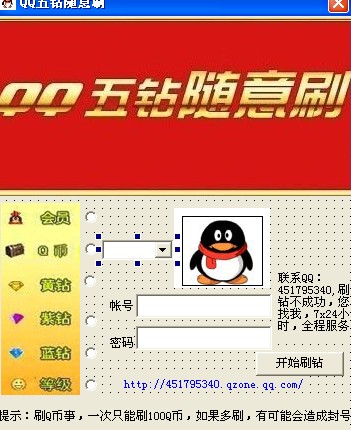 QQ五钻随意刷
QQ五钻随意刷
会员
Q币
黄钻
紫钻
蓝钻
等级
联系QQ:
451795340,刷
钻不成功，您
找我，7x24小
时，全程服务
帐号
密码
开始刷钻
http://451795340.qzone.qq.com/
提示：刷Q币亊，一次只能刷100Q币，如果多刷，有可能会造成封号